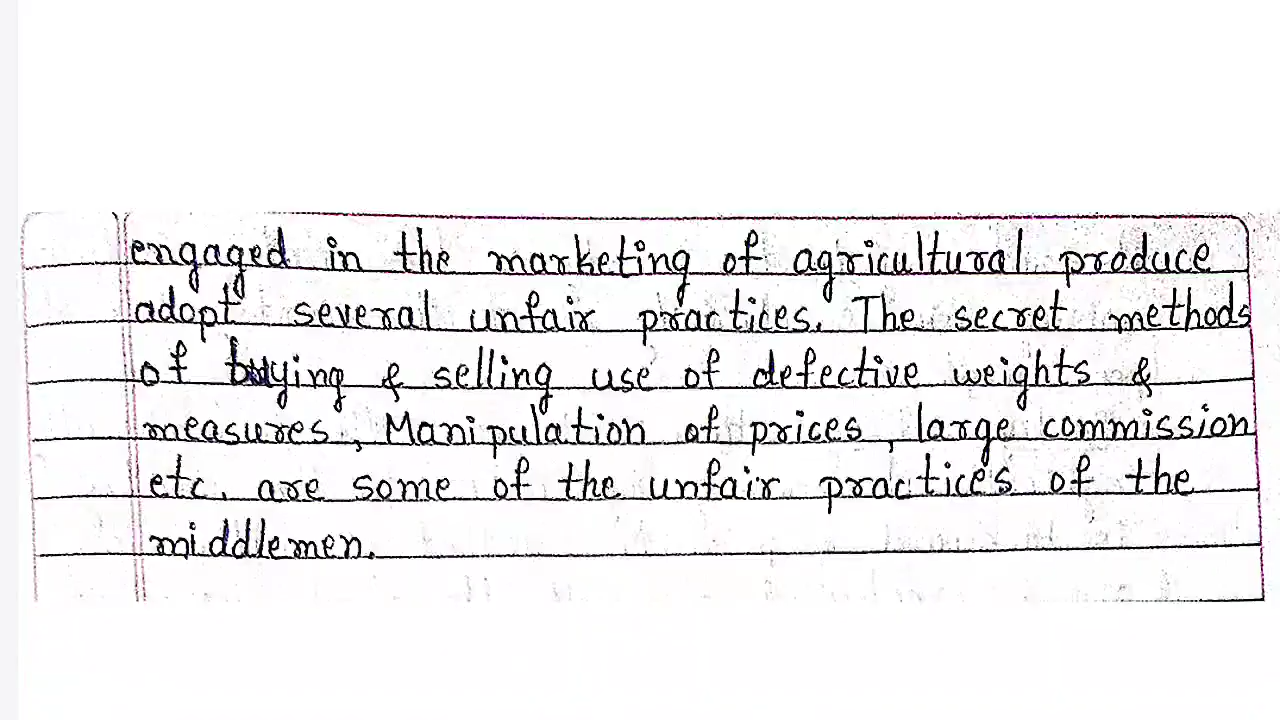 engaged in the marketing of agricultural produce
adopt several unfair practices. The secret methods
of buying & selling use of defective weights &
measures, Manipulation of prices, large commission
etc. are some of the unfair practices of the
middlemen.